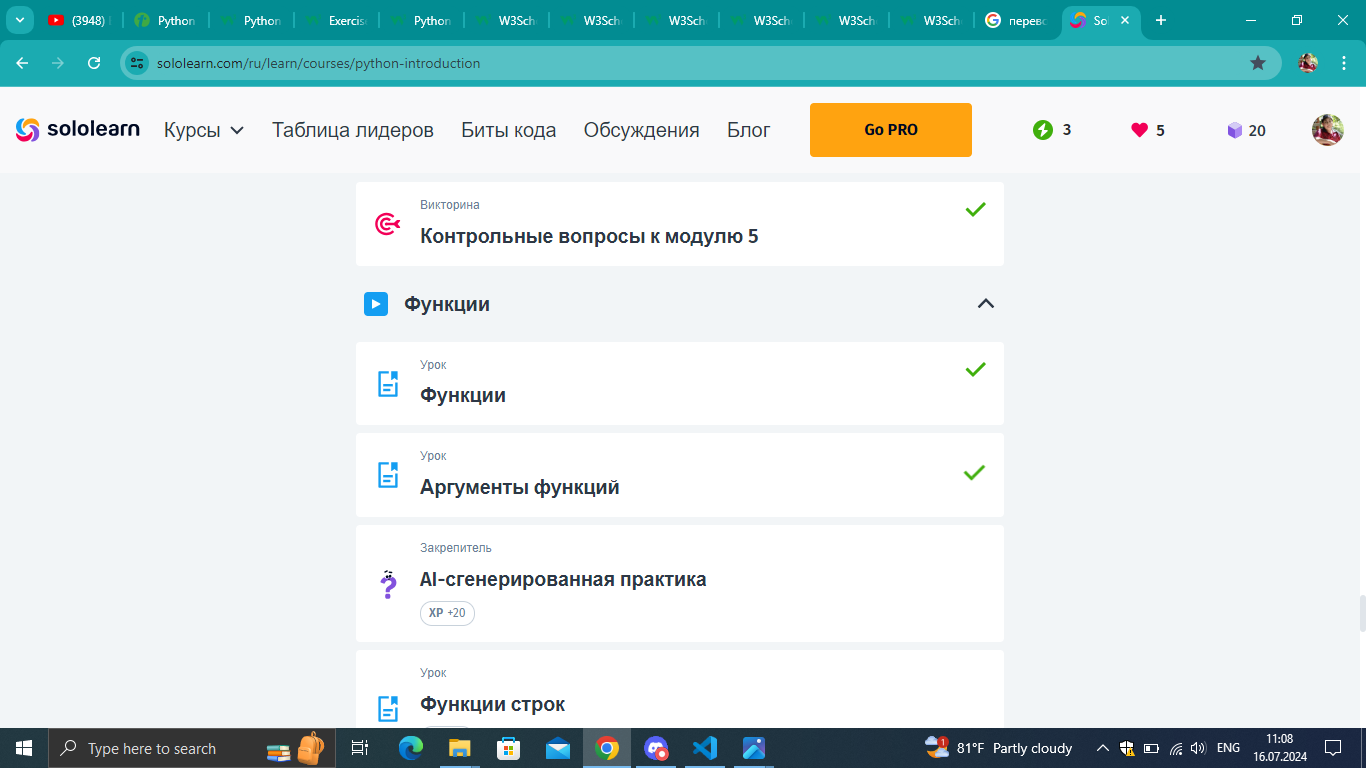 (3948) Python Python Exercis Python W3Sch W3Sch W3Sch W3Sch W3Sch W3Sch перево Sol
sololearn.com/ru/learn/courses/python-introduction
sololearn Курсы Таблица лидеров Биты кода Обсуждения Блог Go PRO 3 5 20
Викторина
Контрольные вопросы к модулю 5
Функции
Урок
Функции
Урок
Аргументы функций
Закрепитель
AI-сгенерированная практика
XP +20
Урок
Функции строк
Type here to search 1 81°F Partly cloudy ENG 11:08
16.07.2024